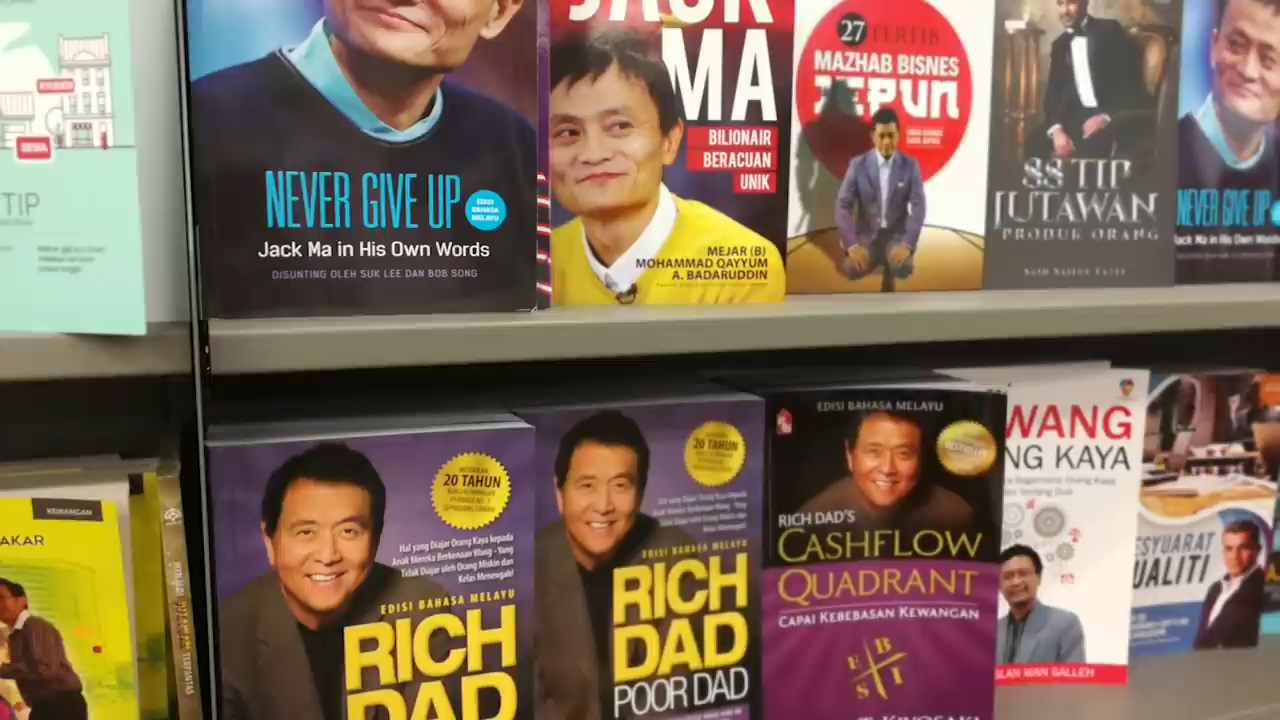 SEWA
TIP
NEVER GIVE UP
EDISI
BAHASA
MELAYU
Jack Ma in His Own Words
DISUNTING OLEH SUK LEE DAN BOB SONG
JACK
MA
BILIONAIR
BERACUAN
UNIK
MEJAR (B)
MOHAMMAD QAYYUM
A. BADARUDDIN
27 TERTIB
MAZHAB BISNES
JEPUN
88 TIP
JUTAWAN
PRODUK ORANG
NEVER GIVE UP
Jack Ma in His Own Words
KEWANGAN
AKAR
20 TAHUN
Hal yang Diajar Orang Kaya kepada
Anak Mereka Berkenaan Wang - Yang
Tidak Diajar oleh Orang Miskin dan
Kelas Menengah!
EDISI BAHASA MELAYU
RICH
DAD
20 TAHUN
EDISI BAHASA MELAYU
RICH
DAD
POOR DAD
EDISI BAHASA MELAYU
RICH DAD'S
CASHFLOW
QUADRANT
CAPAI KEBEBASAN KEWANGAN
E B
S I
T. KIYOSAKI
WANG
NG KAYA
SLAN WAN SALLEH
ESYUARAT
UALITI